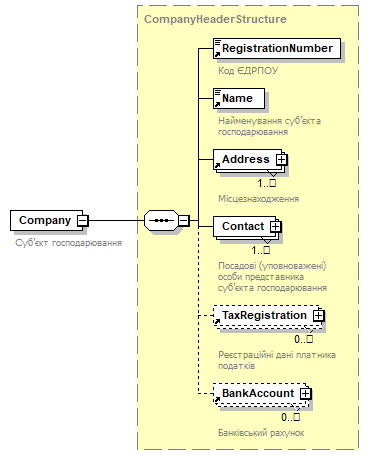 CompanyHeaderStructure
RegistrationNumber
Код ЄДРПОУ
Name
Найменування суб'єкта
господарювання
Address
1..
Місцезнаходження
Company
Суб'єкт господарювання
Contact
1..
Посадові (уповноважені)
особи представника
суб'єкта господарювання
TaxRegistration
0..
Реєстраційні дані платника
податків
BankAccount
0..
Банківський рахунок